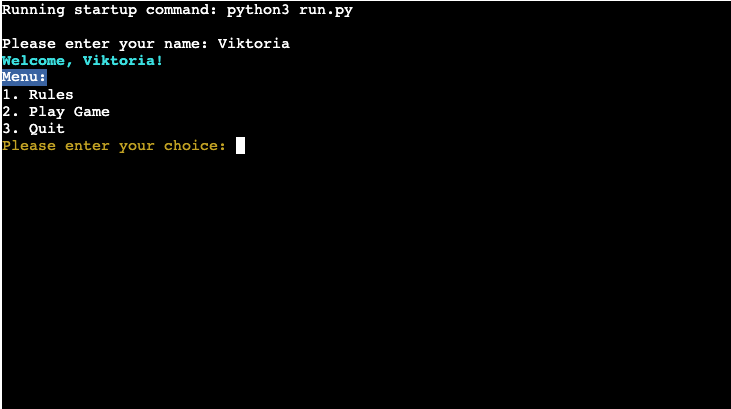 Running startup command: python3 run.py
Please enter your name: Viktoria
Welcome, Viktoria!
Menu:
1. Rules
2. Play Game
3. Quit
Please enter your choice: